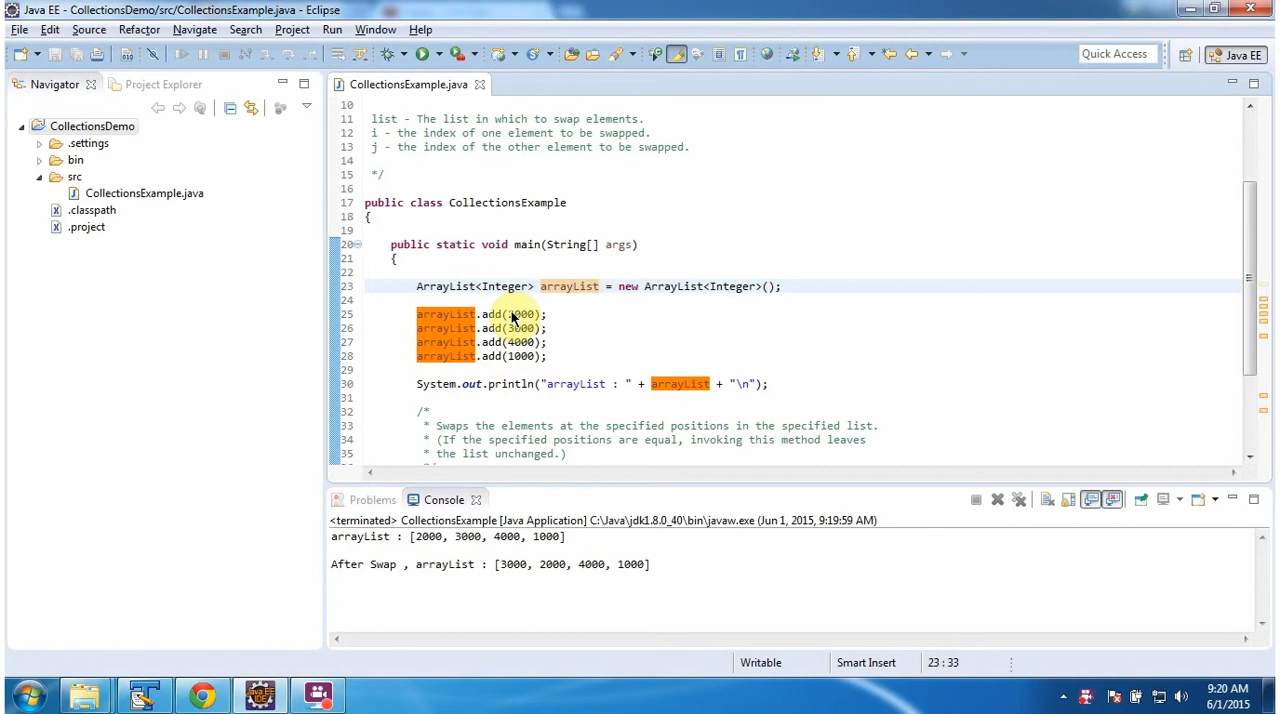 Java EE - CollectionsDemo/src/CollectionsExample.java - Eclipse
File Edit Source Refactor Navigate Search Project Run Window Help
Quick Access
Java EE
Navigator
Project Explorer
CollectionsExample.java
CollectionsDemo
.settings
bin
src
CollectionsExample.java
.classpath
.project
10
11 list - The list in which to swap elements.
12 i - the index of one element to be swapped.
13 j - the index of the other element to be swapped.
14
15 */
16
17 public class CollectionsExample
18 {
19
20 public static void main(String[] args)
21 {
22
23 ArrayList<Integer> arrayList = new ArrayList<Integer>();
24
25 arrayList.add(2000);
26 arrayList.add(3000);
27 arrayList.add(4000);
28 arrayList.add(1000);
29
30 System.out.println("arrayList : " + arrayList + "\n");
31
32 /*
33 * Swaps the elements at the specified positions in the specified list.
34 * (If the specified positions are equal, invoking this method leaves
35 * the list unchanged.)
Problems Console
<terminated> CollectionsExample [Java Application] C:\Java\jdk1.8.0_40\bin\javaw.exe (Jun 1, 2015, 9:19:59 AM)
arrayList : [2000, 3000, 4000, 1000]
After Swap , arrayList : [3000, 2000, 4000, 1000]
Writable Smart Insert 23 : 33
Java EE
IDE
9:20 AM
6/1/2015